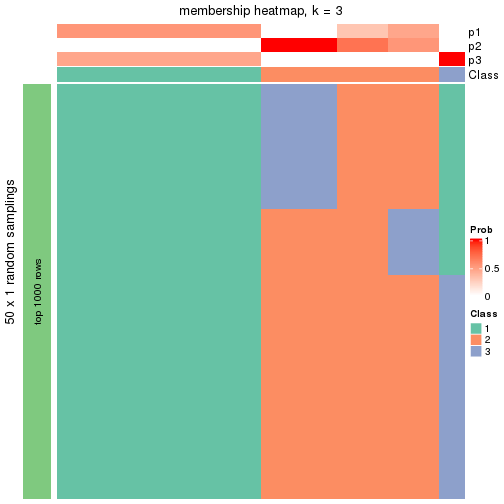 membership heatmap, k = 3
p1
p2
p3
Class
50 x 1 random samplings
top 1000 rows
Prob
1
0.5
0
Class
1
2
3